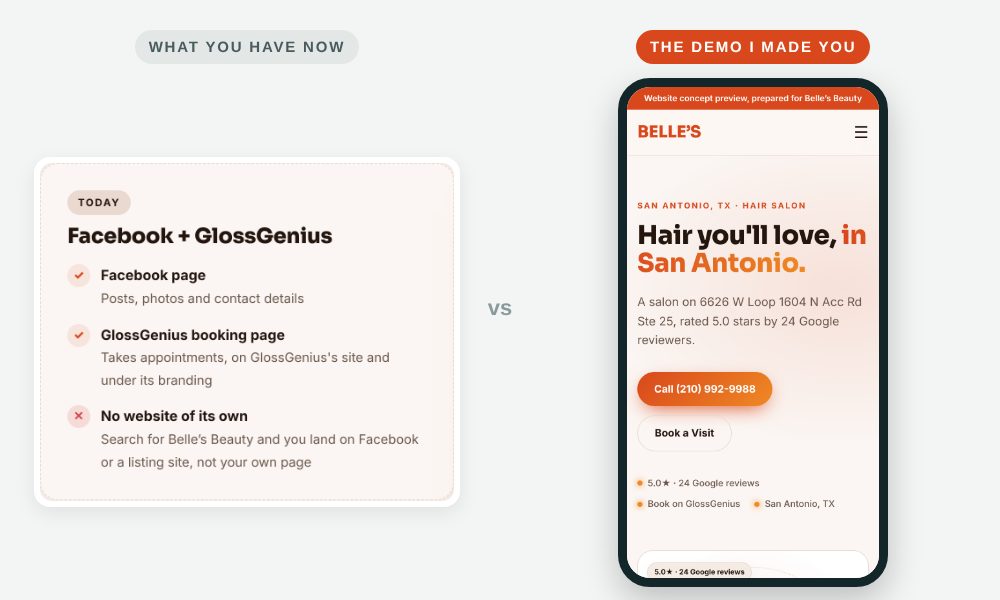 WHAT YOU HAVE NOW
TODAY
Facebook + GlossGenius
Facebook page
Posts, photos and contact details
GlossGenius booking page
Takes appointments, on GlossGenius's site and
under its branding
No website of its own
Search for Belle’s Beauty and you land on Facebook
or a listing site, not your own page
vs
THE DEMO I MADE YOU
Website concept preview, prepared for Belle’s Beauty
BELLE’S
SAN ANTONIO, TX · HAIR SALON
Hair you'll love, in
San Antonio.
A salon on 6626 W Loop 1604 N Acc Rd
Ste 25, rated 5.0 stars by 24 Google
reviewers.
Call (210) 992-9988
Book a Visit
5.0★ · 24 Google reviews
Book on GlossGenius
San Antonio, TX
5.0★ · 24 Google reviews